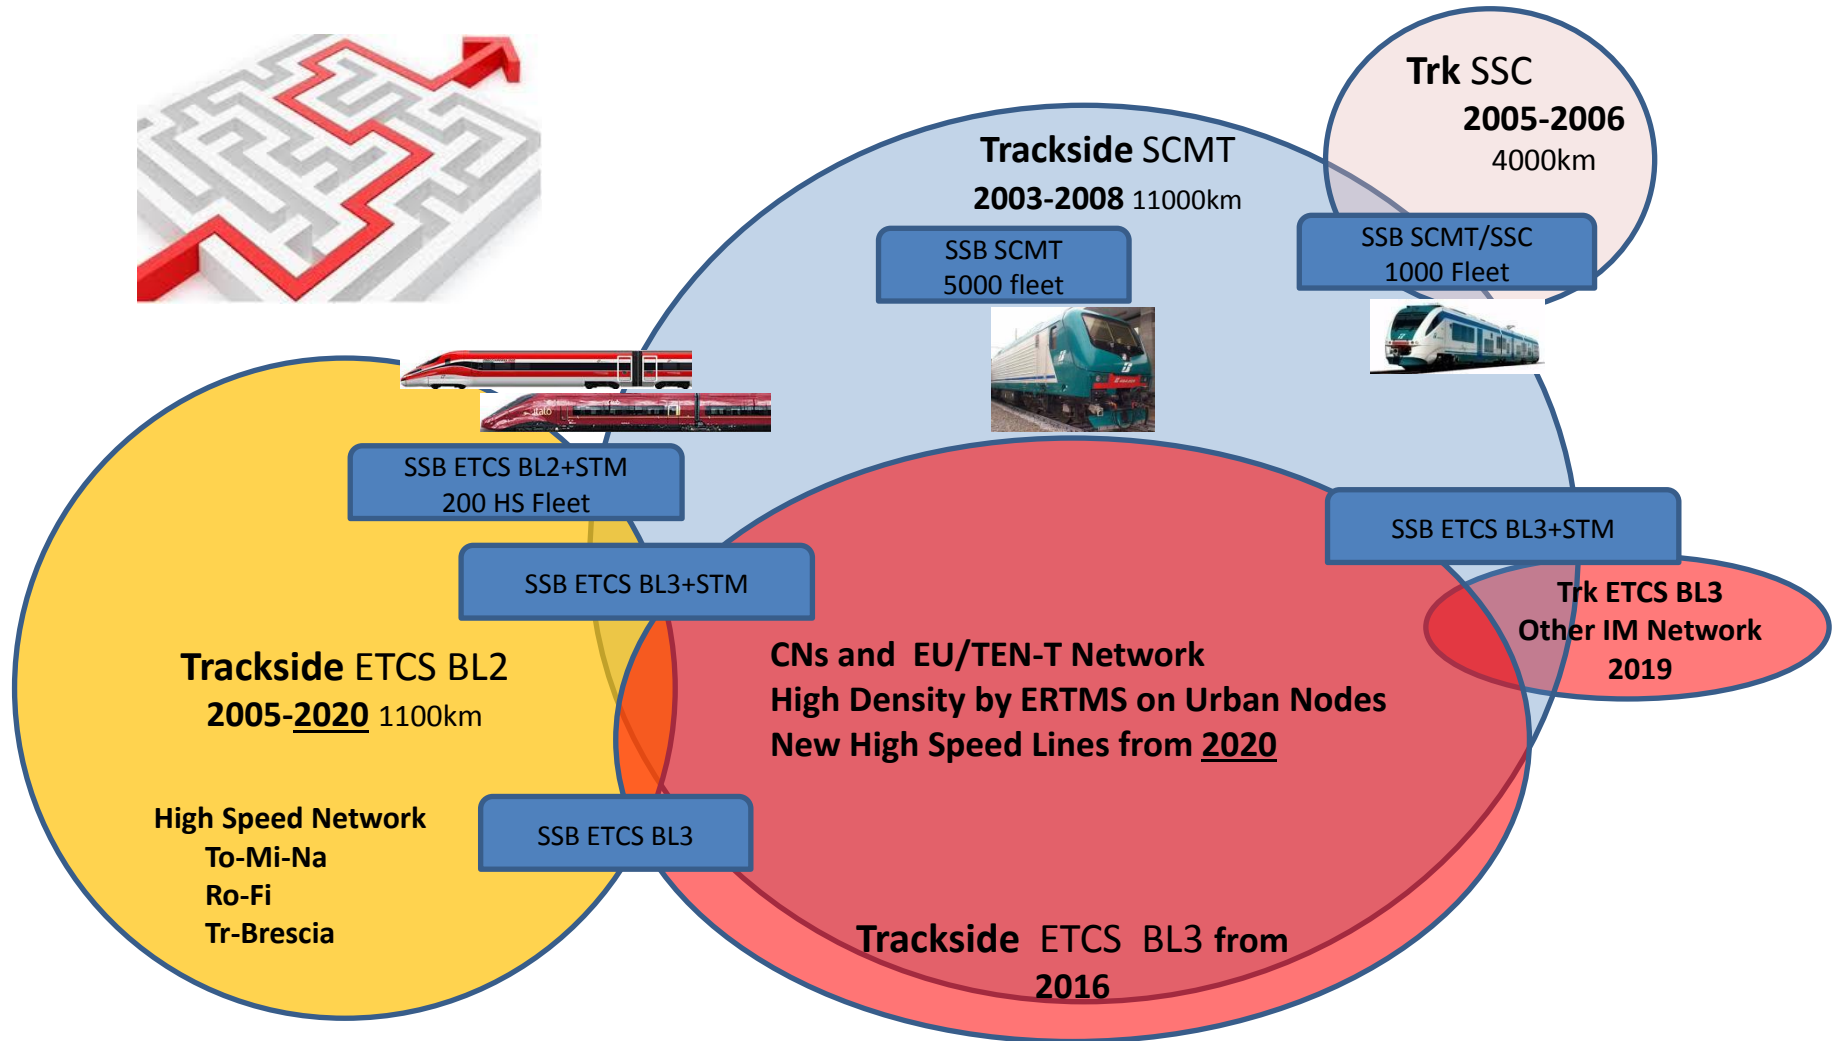 Trk SSC
2005-2006
4000km
Trackside SCMT
2003-2008 11000km
SSB SCMT
5000 fleet
SSB SCMT/SSC
1000 Fleet
italo
SSB ETCS BL2+STM
200 HS Fleet
SSB ETCS BL3+STM
SSB ETCS BL3+STM
Trk ETCS BL3
Other IM Network
2019
Trackside ETCS BL2
2005-2020 1100km
CNs and EU/TEN-T Network
High Density by ERTMS on Urban Nodes
New High Speed Lines from 2020
High Speed Network
To-Mi-Na
Ro-Fi
Tr-Brescia
SSB ETCS BL3
Trackside ETCS BL3 from
2016